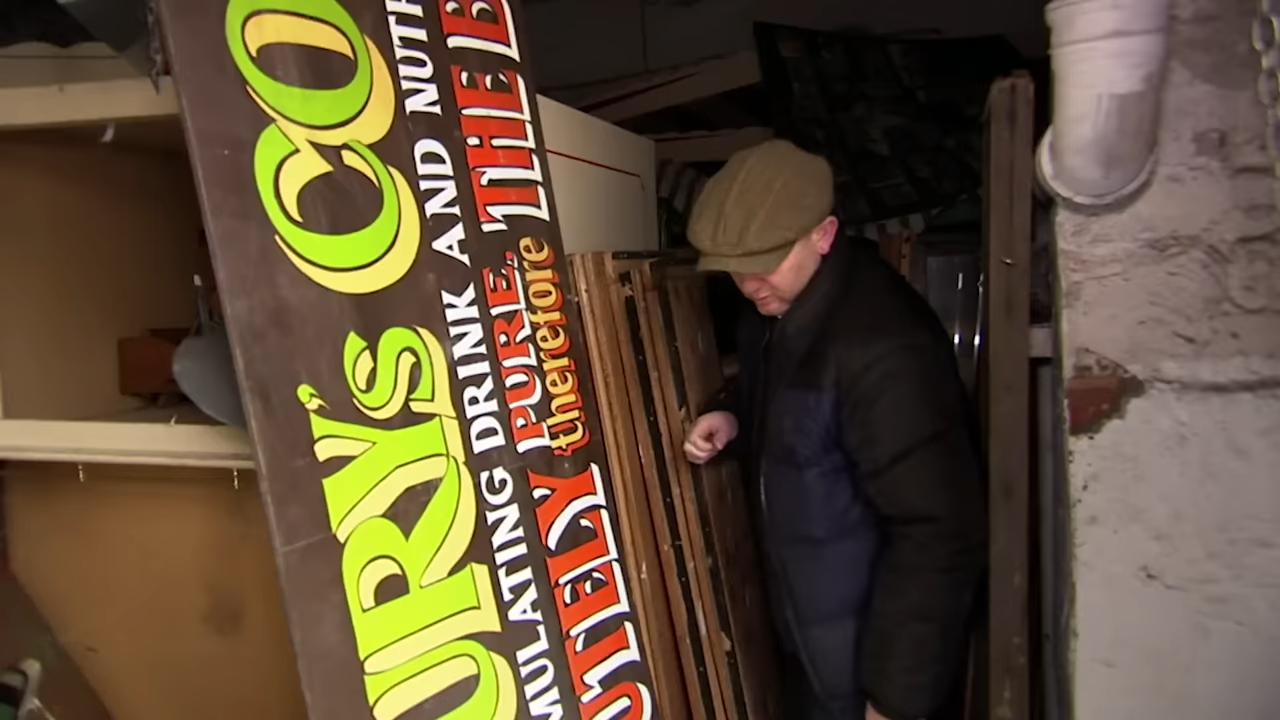 URY's CO
MULATING DRINK AND NUTR
UTELY PURE. THE B
therefore